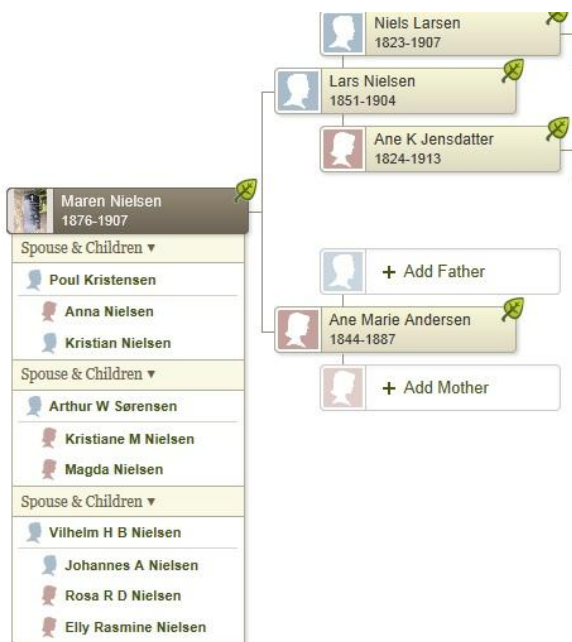 Niels Larsen
1823-1907
Lars Nielsen
1851-1904
Ane K Jensdatter
1824-1913
Maren Nielsen
1876-1907
Spouse & Children ▾
Poul Kristensen
Anna Nielsen
Kristian Nielsen
Spouse & Children ▾
Arthur W Sørensen
Kristiane M Nielsen
Magda Nielsen
Spouse & Children ▾
Vilhelm H B Nielsen
Johannes A Nielsen
Rosa R D Nielsen
Elly Rasmine Nielsen
+ Add Father
Ane Marie Andersen
1844-1887
+ Add Mother